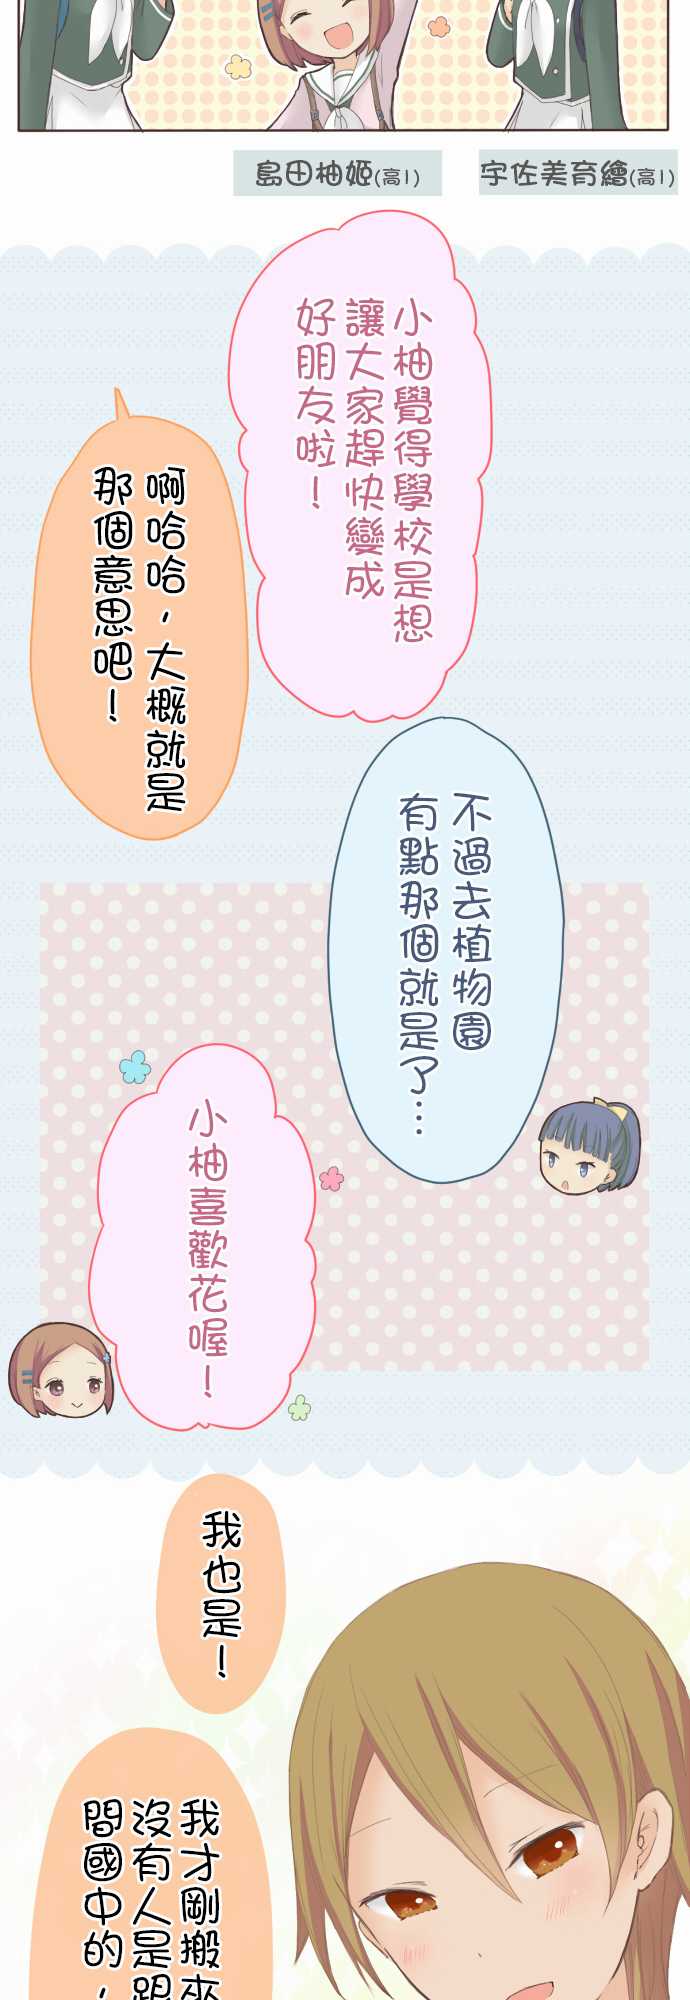 島田柚姬(高1)
宇佐美育繪(高1)
小柚覺得學校是想
讓大家趕快變成
好朋友啦！
啊哈哈，大概就是
那個意思吧！
不過去植物園
有點那個就是了…
小柚喜歡花喔！
我也是！
我才剛搬來
沒有人是跟
間國中的，